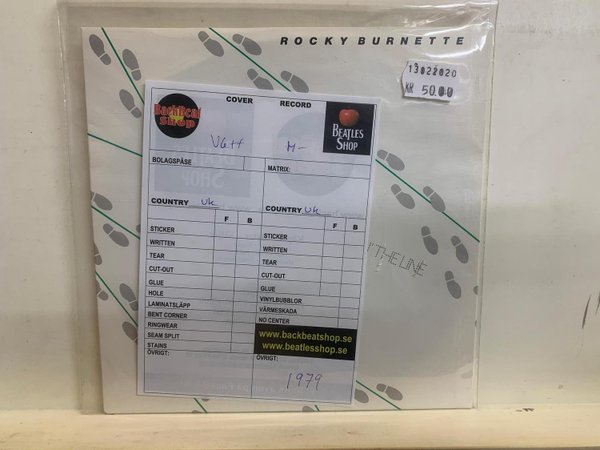 ROCKY BURNETTE
13022020
KR 50.00
COVER RECORD
BackBeat Shop
BEATLES SHOP
VG++ M-
BOLAGSPÅSE MATRIX:
COUNTRY UK COUNTRY UK
F B F B
STICKER STICKER
WRITTEN WRITTEN
TEAR TEAR
CUT-OUT CUT-OUT
GLUE GLUE
HOLE VINYLBUBBLOR
LAMINATSLÄPP VÄRMESKADA
BENT CORNER NO CENTER
RINGWEAR
SEAM SPLIT
STAINS
www.backbeatshop.se
www.beatlesshop.se
ÖVRIGT: ÖVRIGT:
1979
THE LINE